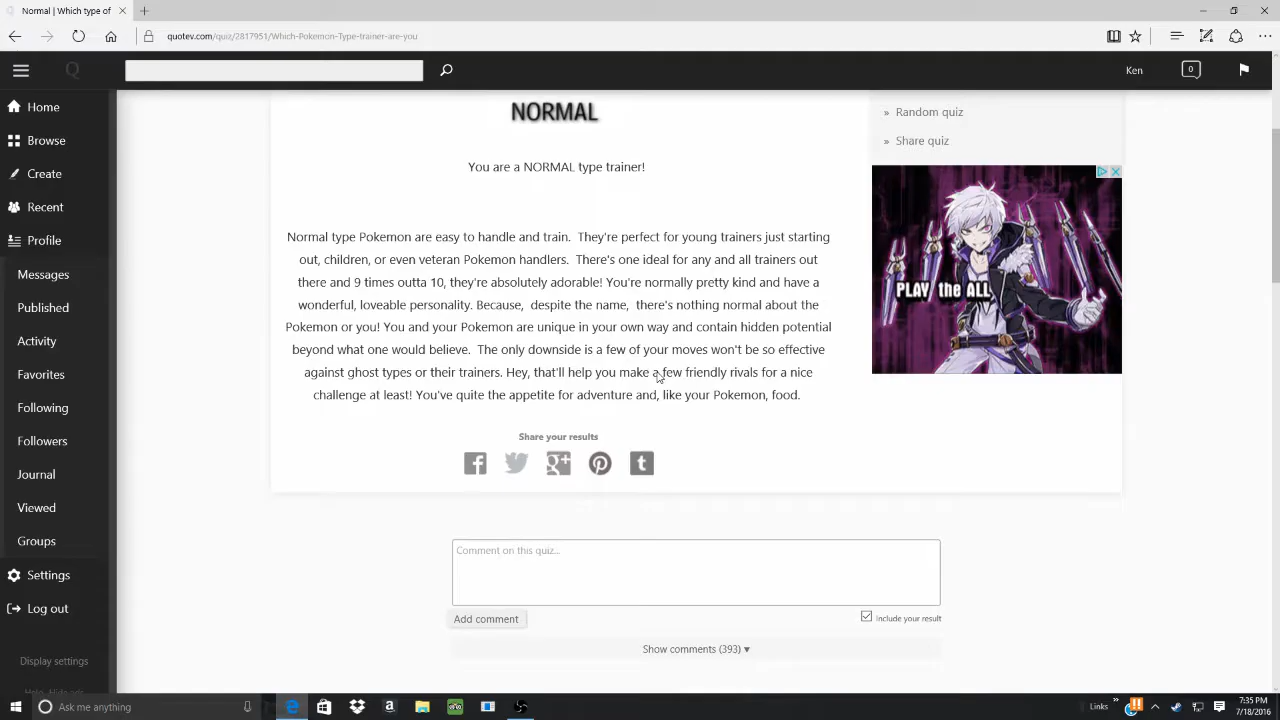 Normal | Which type of
quotev.com/quiz/2817951/Which-Pokemon-Type-trainer-are-you
Q
Ken
0
Home
Browse
Create
Recent
Profile
Messages
Published
Activity
Favorites
Following
Followers
Journal
Viewed
Groups
Settings
Log out
Display settings
NORMAL
You are a NORMAL type trainer!
Normal type Pokemon are easy to handle and train. They're perfect for young trainers just starting
out, children, or even veteran Pokemon handlers. There's one ideal for any and all trainers out
there and 9 times outta 10, they're absolutely adorable! You're normally pretty kind and have a
wonderful, loveable personality. Because, despite the name, there's nothing normal about the
Pokemon or you! You and your Pokemon are unique in your own way and contain hidden potential
beyond what one would believe. The only downside is a few of your moves won't be so effective
against ghost types or their trainers. Hey, that'll help you make a few friendly rivals for a nice
challenge at least! You've quite the appetite for adventure and, like your Pokemon, food.
Share your results
Comment on this quiz...
Add comment
Include your result
Show comments (393) ▼
» Random quiz
» Share quiz
PLAY the ALL
Ask me anything
Links
7:35 PM
7/18/2016